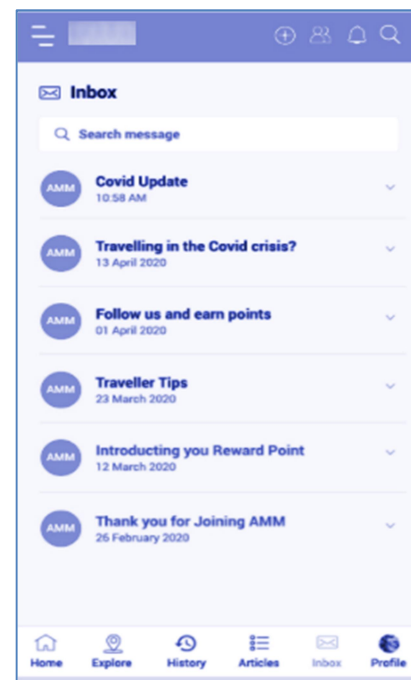 Inbox
Search message
AMM
Covid Update
10:58 AM
AMM
Travelling in the Covid crisis?
13 April 2020
AMM
Follow us and earn points
01 April 2020
AMM
Traveller Tips
23 March 2020
AMM
Introducting you Reward Point
12 March 2020
AMM
Thank you for Joining AMM
26 February 2020
Home Explore History Articles Inbox Profile